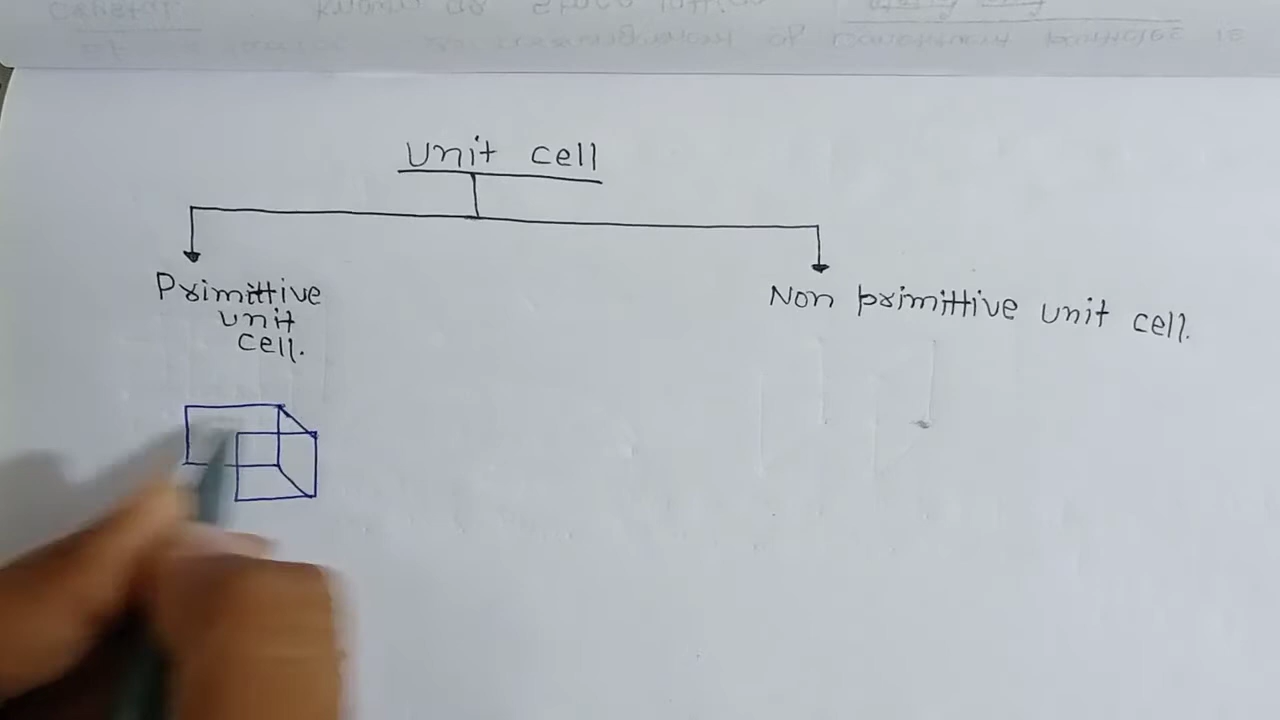 Unit cell
Primittive
unit
cell.
Non primittive unit cell.